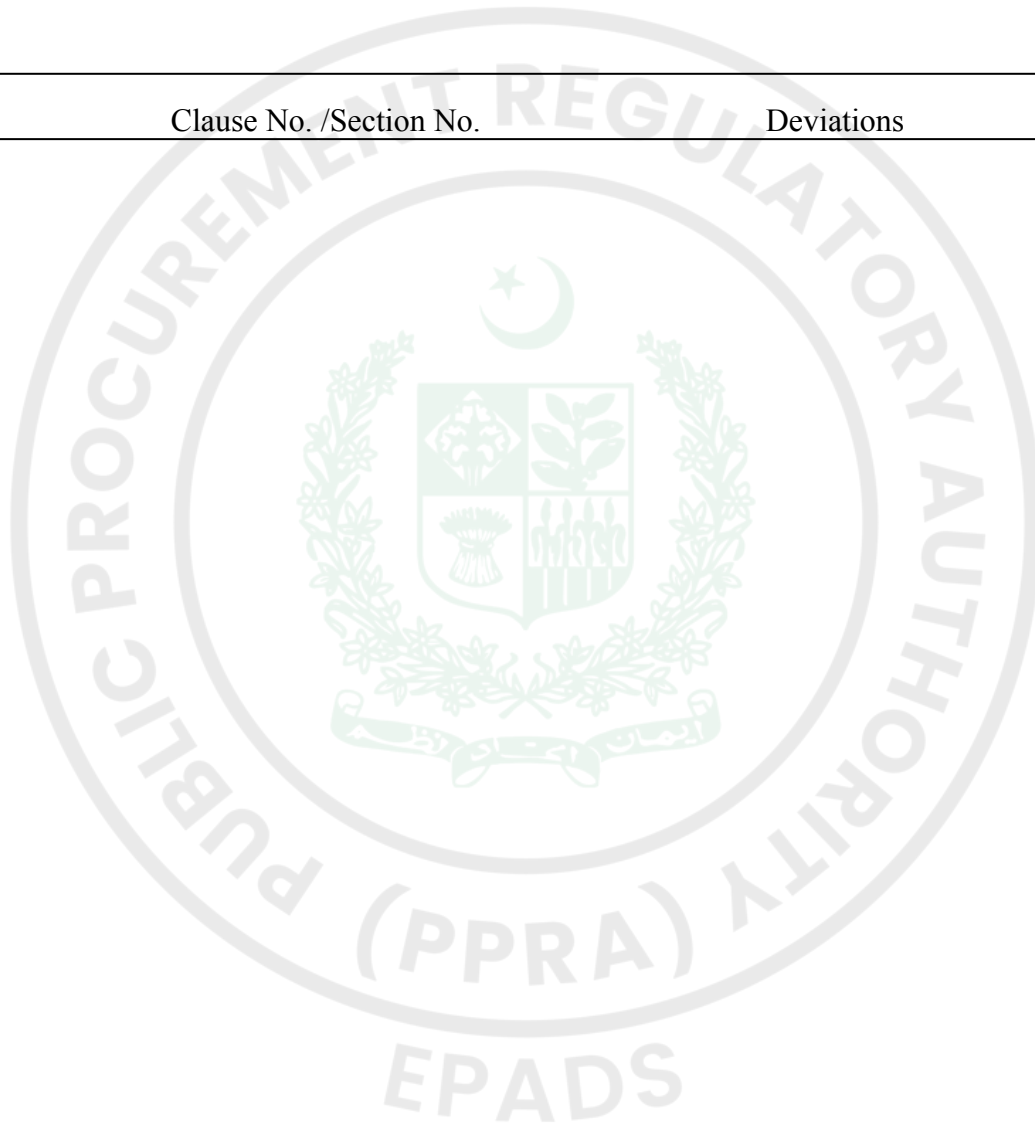 Clause No. /Section No. Deviations
PUBLIC PROCUREMENT REGULATORY AUTHORITY
(PPRA)
EPADS